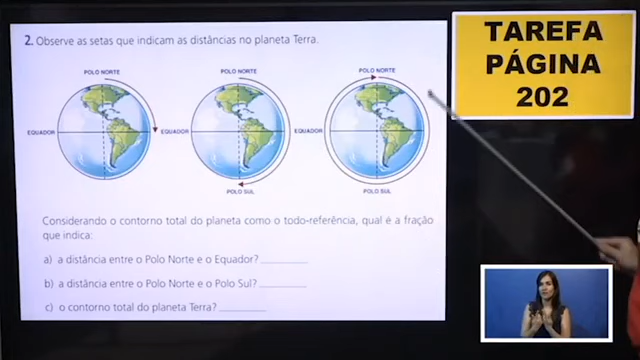 2. Observe as setas que indicam as distâncias no planeta Terra.
POLO NORTE
POLO NORTE
POLO NORTE
EQUADOR
EQUADOR
EQUADOR
POLO SUL
POLO SUL
Considerando o contorno total do planeta como o todo-referência, qual é a fração
que indica:
a) a distância entre o Polo Norte e o Equador?
b) a distância entre o Polo Norte e o Polo Sul?
c) o contorno total do planeta Terra?
TAREFA
PÁGINA
202